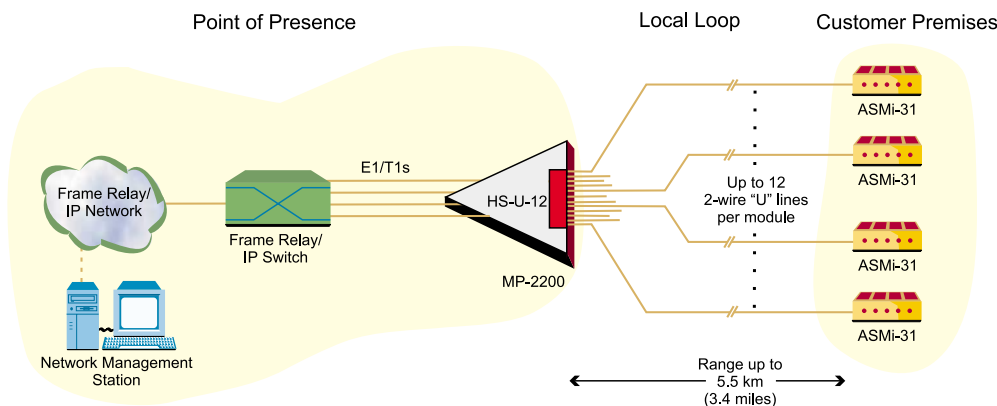 Point of Presence
Local Loop
Customer Premises
Frame Relay/
IP Network
Network Management
Station
Frame Relay/
IP Switch
E1/T1s
HS-U-12
MP-2200
Up to 12
2-wire “U” lines
per module
ASMi-31
ASMi-31
ASMi-31
ASMi-31
Range up to
5.5 km
(3.4 miles)